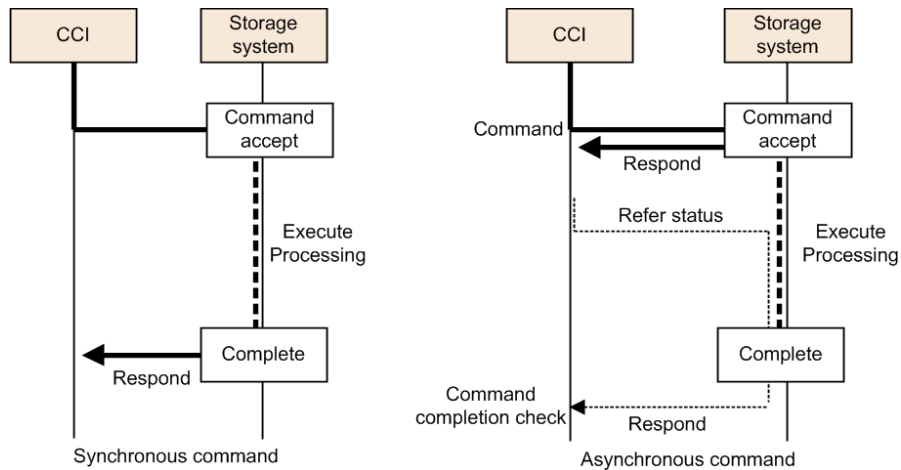 CCI
Storage
system
Command
accept
Execute
Processing
Complete
Respond
Synchronous command
CCI
Storage
system
Command
Command
accept
Respond
Refer status
Execute
Processing
Complete
Command
completion check
Respond
Asynchronous command